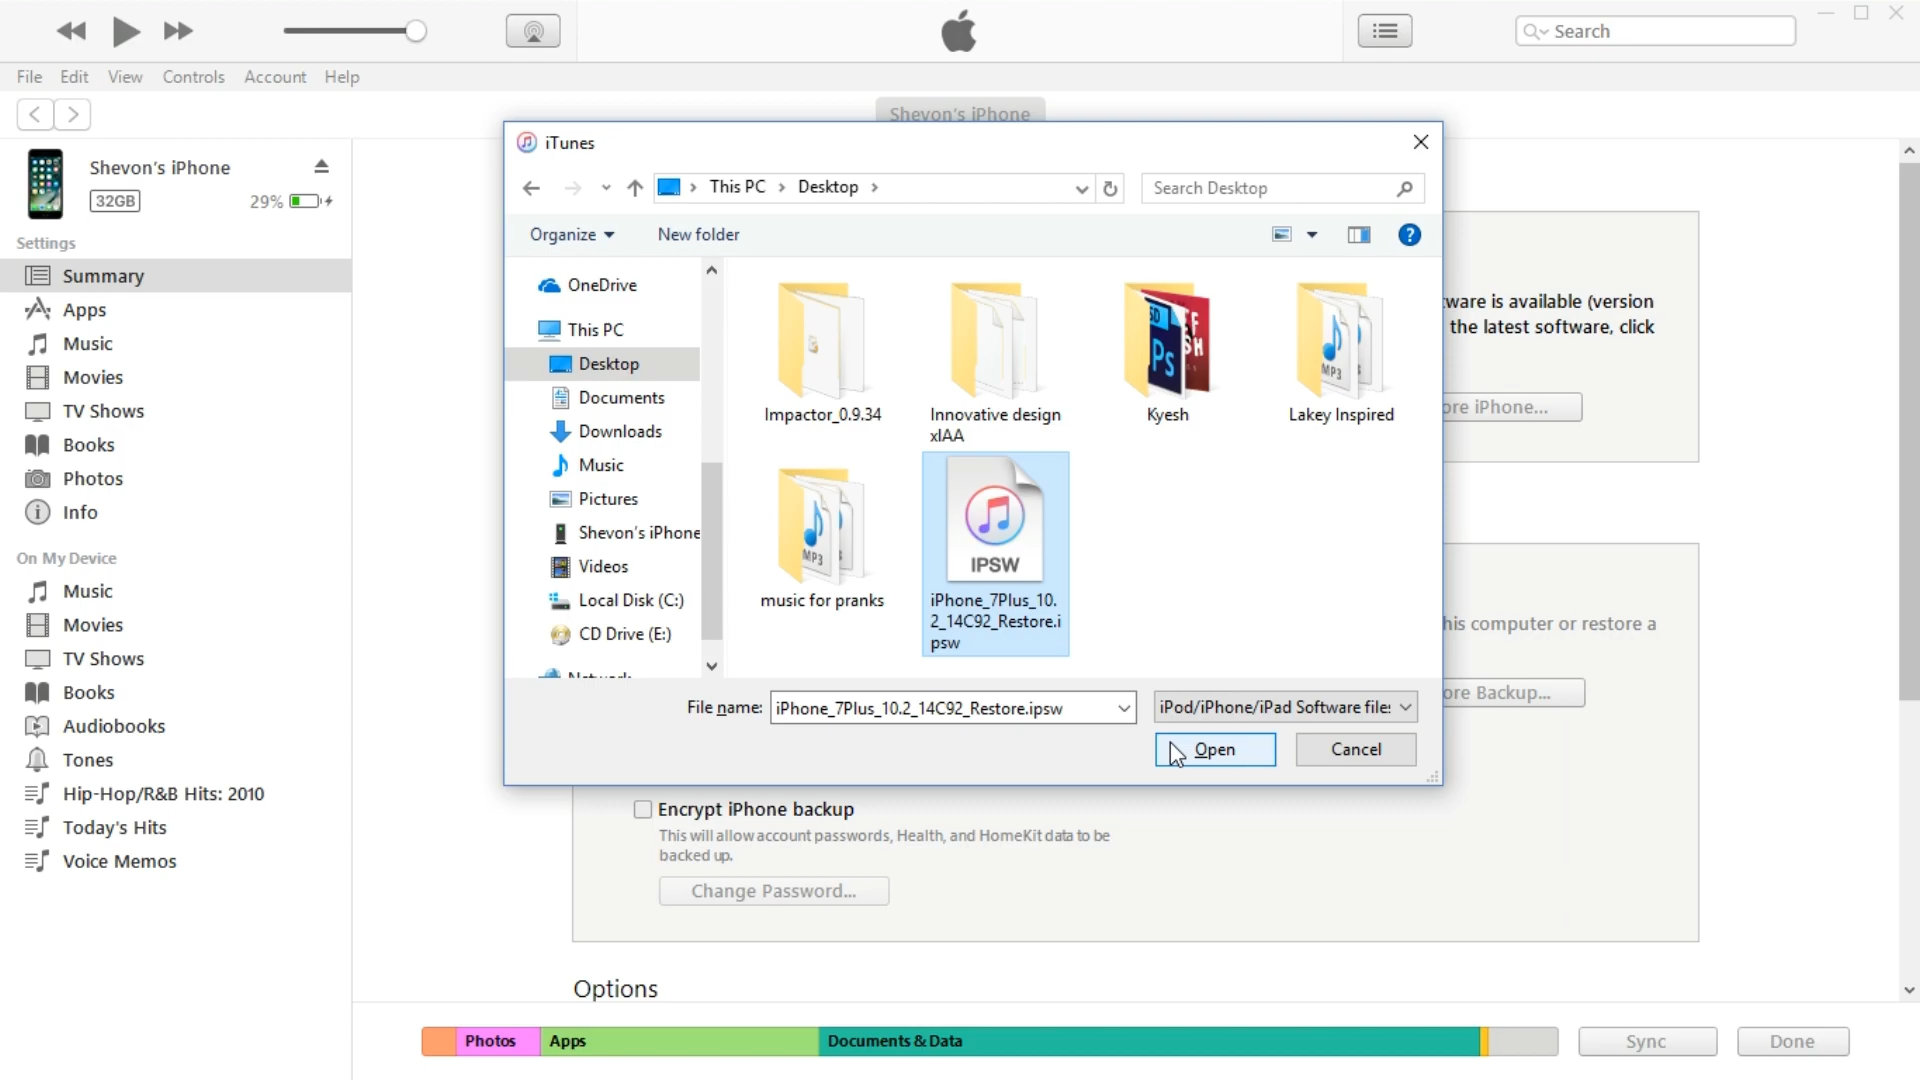 Search
File Edit View Controls Account Help
Shevon's iPhone
Shevon's iPhone
32GB 29%
Settings
Summary
Apps
Music
Movies
TV Shows
Books
Photos
Info
On My Device
Music
Movies
TV Shows
Books
Audiobooks
Tones
Hip-Hop/R&B Hits: 2010
Today's Hits
Voice Memos
iTunes
This PC Desktop
Search Desktop
Organize New folder
OneDrive
This PC
Desktop
Documents
Downloads
Music
Pictures
Shevon's iPhone
Videos
Local Disk (C:)
CD Drive (E:)
Impactor_0.9.34
Innovative design
xIAA
Kyesh
Lakey Inspired
MP3
music for pranks
MP3
IPSW
iPhone_7Plus_10.
2_14C92_Restore.i
psw
File name: iPhone_7Plus_10.2_14C92_Restore.ipsw
iPod/iPhone/iPad Software file
Open Cancel
is available (version
the latest software, click
iPhone...
computer or restore a
Backup...
Encrypt iPhone backup
This will allow account passwords, Health, and HomeKit data to be
backed up.
Change Password...
Options
Photos Apps Documents & Data
Sync Done